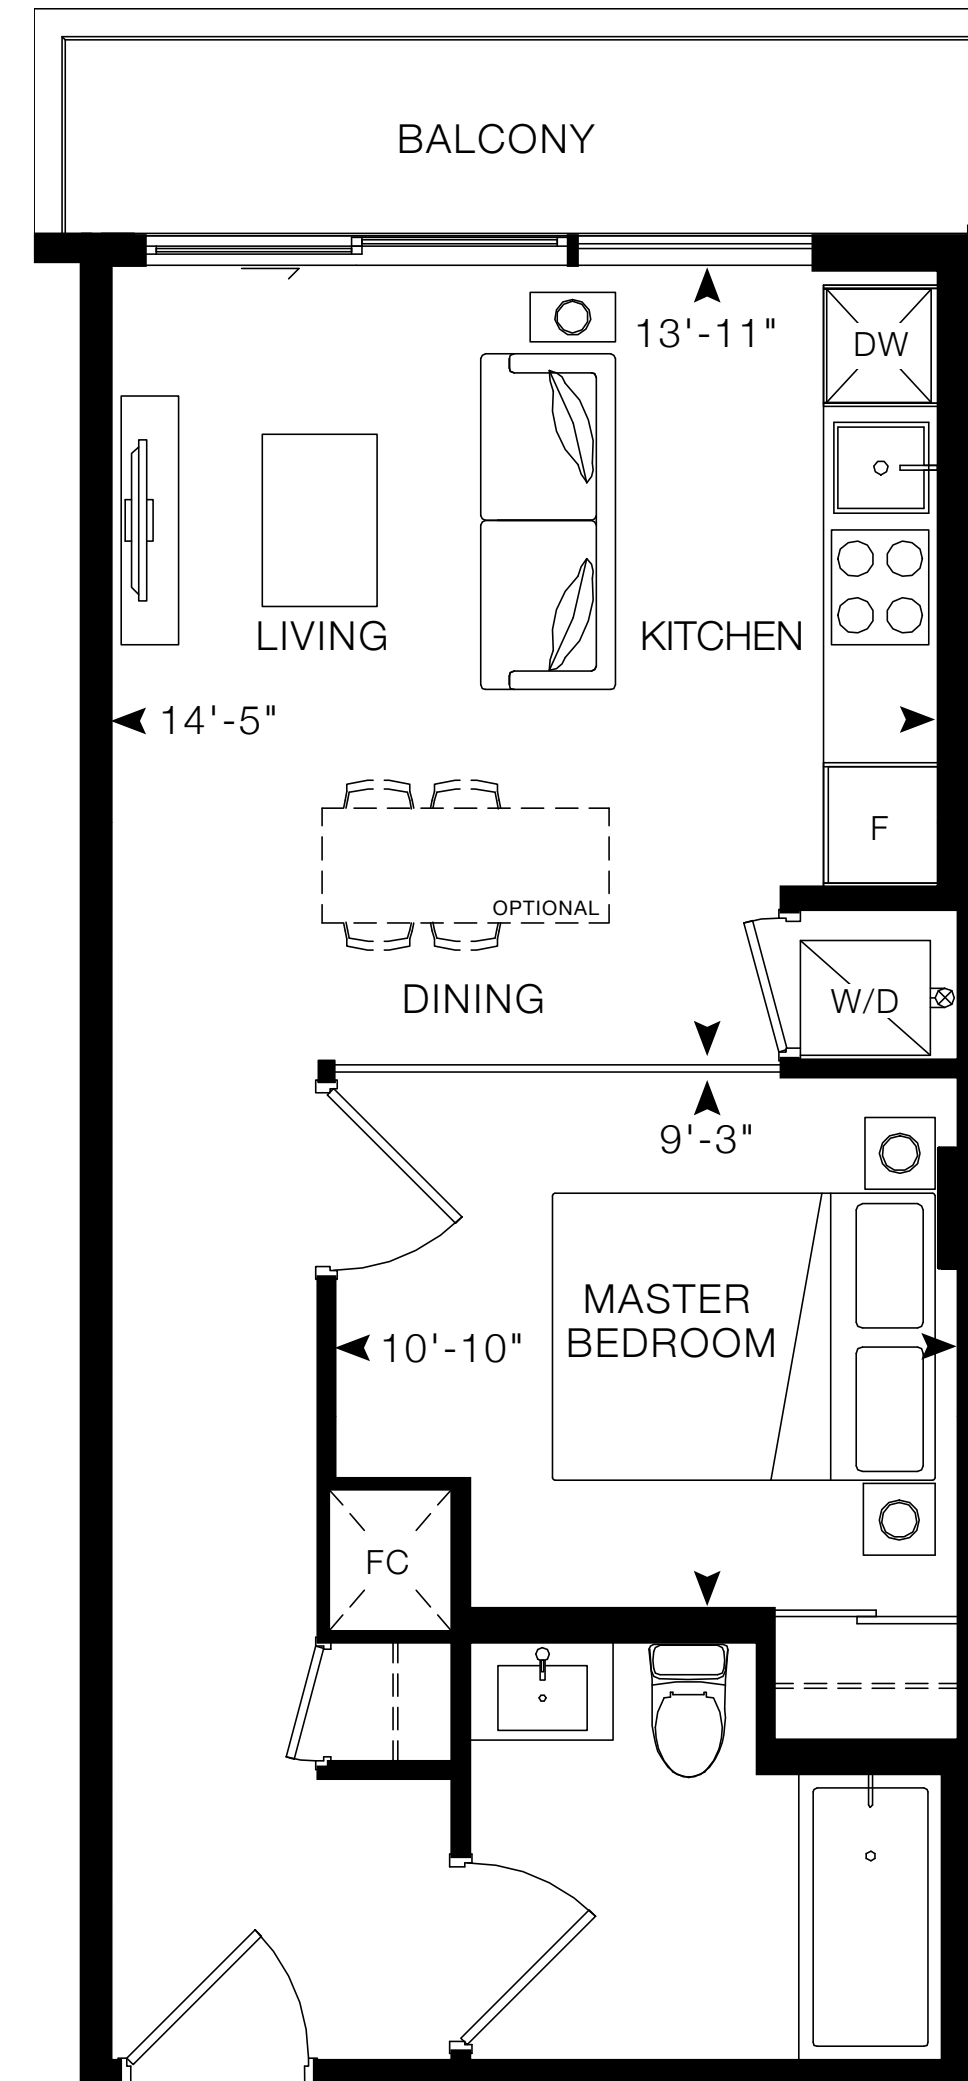 BALCONY
13'-11"
DW
LIVING
KITCHEN
14'-5"
F
OPTIONAL
DINING
W/D
9'-3"
MASTER
BEDROOM
10'-10"
FC